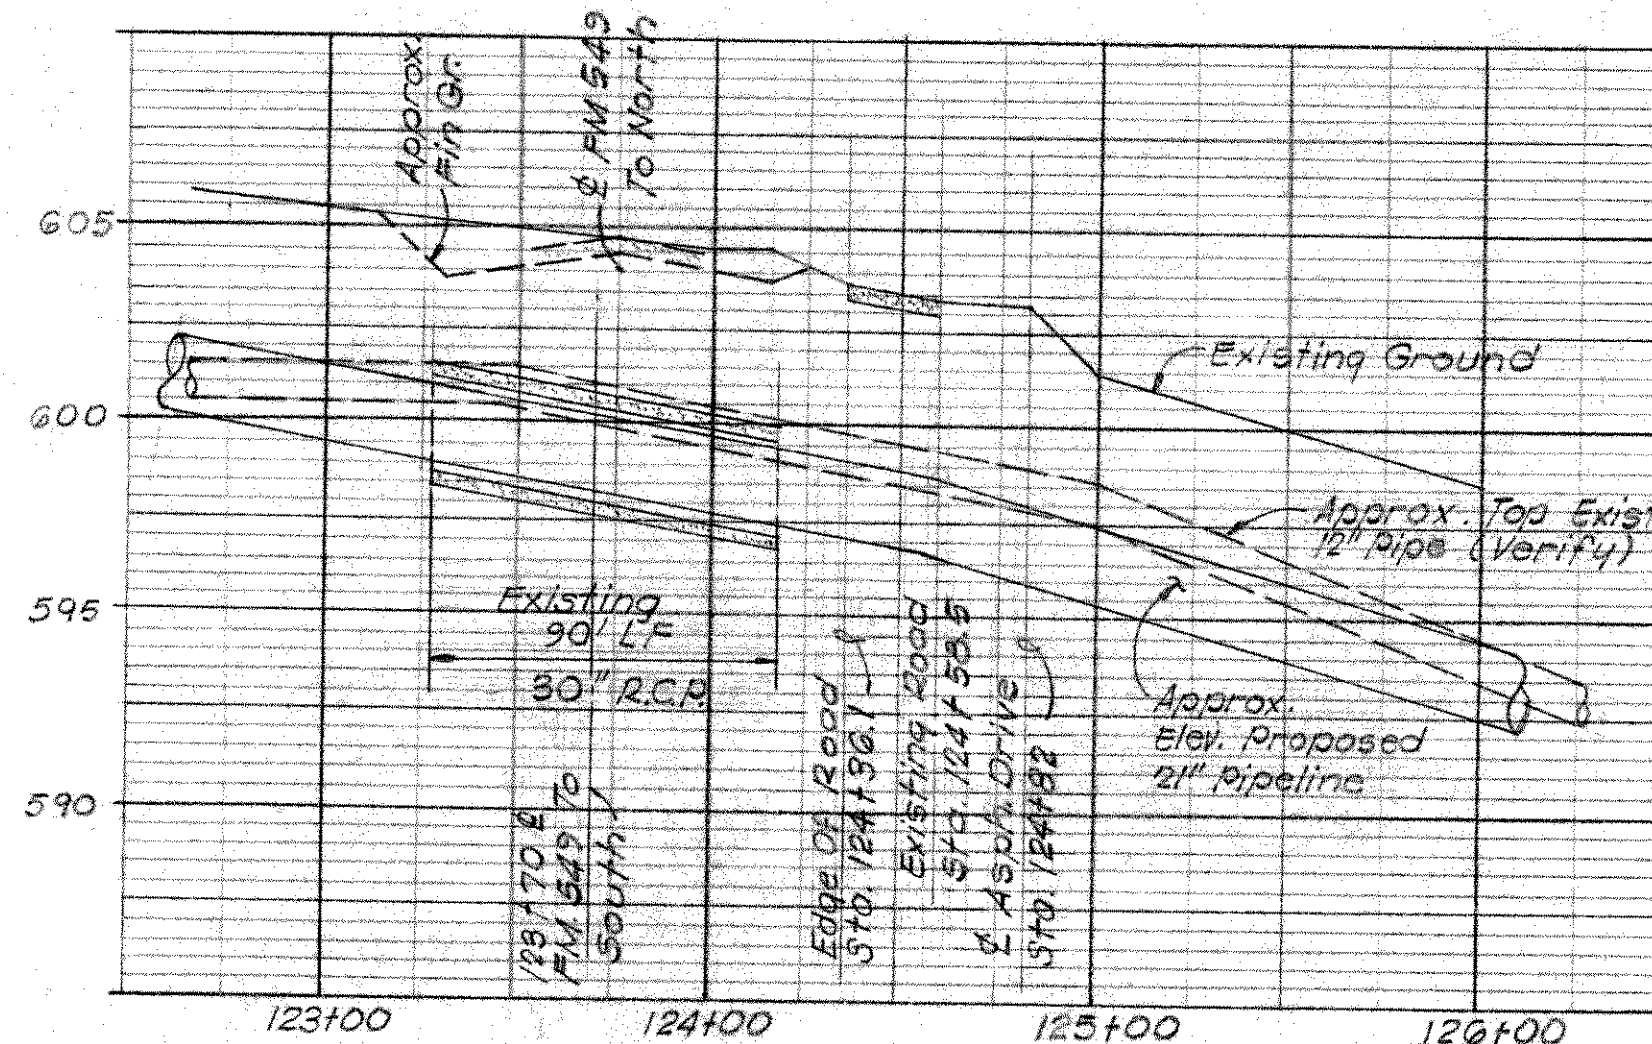 Approx.
Fin Gr.
℄ FM 549
To North
605
600
595
590
Existing Ground
Approx. Top Exist
12" Pipe (Verify)
Existing
90' L.F.
30" R.C.P.
Approx.
Elev. Proposed
21" Pipeline
123+70 ℄
FM 549 To
South
Edge Of Road
Sta. 124+36.1
Existing Road
Sta. 124+58.5
℄ Asph. Drive
Sta. 124+82
123+00
124+00
125+00
126+00